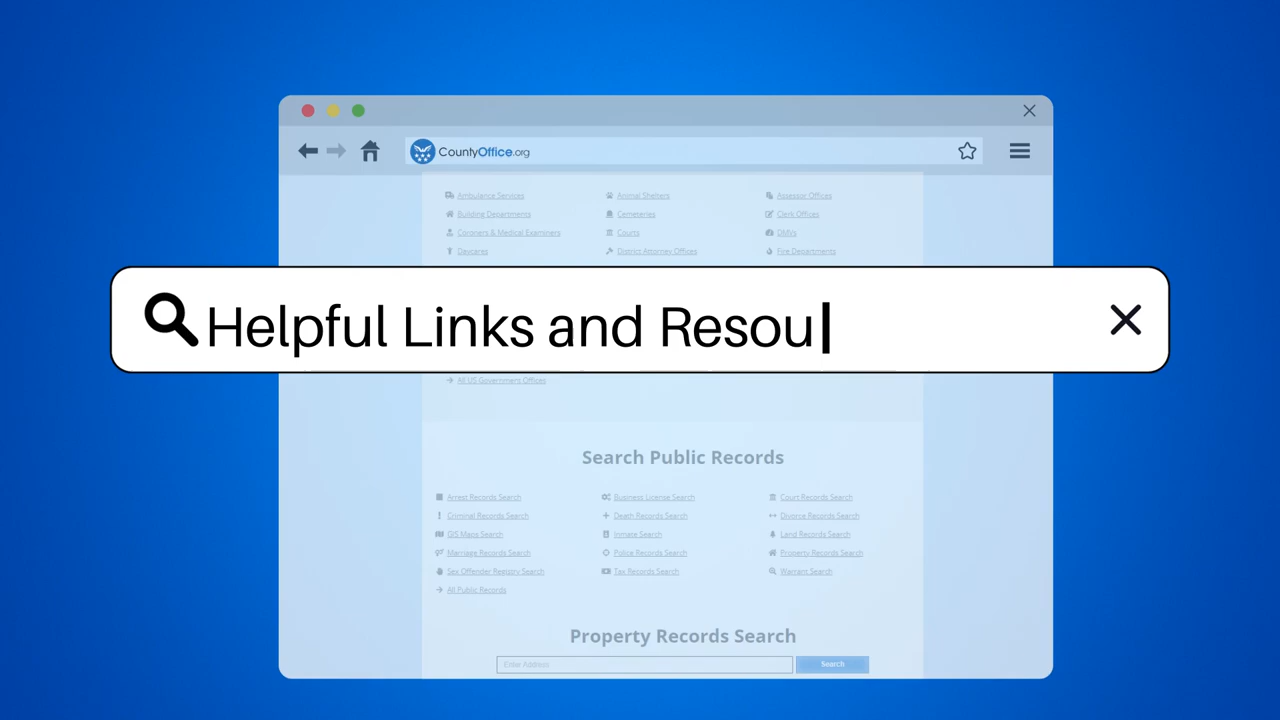 CountyOffice.org
Ambulance Services Animal Shelters Assessor Offices
Building Departments Cemeteries Clerk Offices
Coroners & Medical Examiners Courts DMVs
Daycares District Attorney Offices Fire Departments
Helpful Links and Resou
All US Government Offices
Search Public Records
Arrest Records Search Business License Search Court Records Search
Criminal Records Search Death Records Search Divorce Records Search
GIS Maps Search Inmate Search Land Records Search
Marriage Records Search Police Records Search Property Records Search
Sex Offender Registry Search Tax Records Search Warrant Search
All Public Records
Property Records Search
Enter Address Search